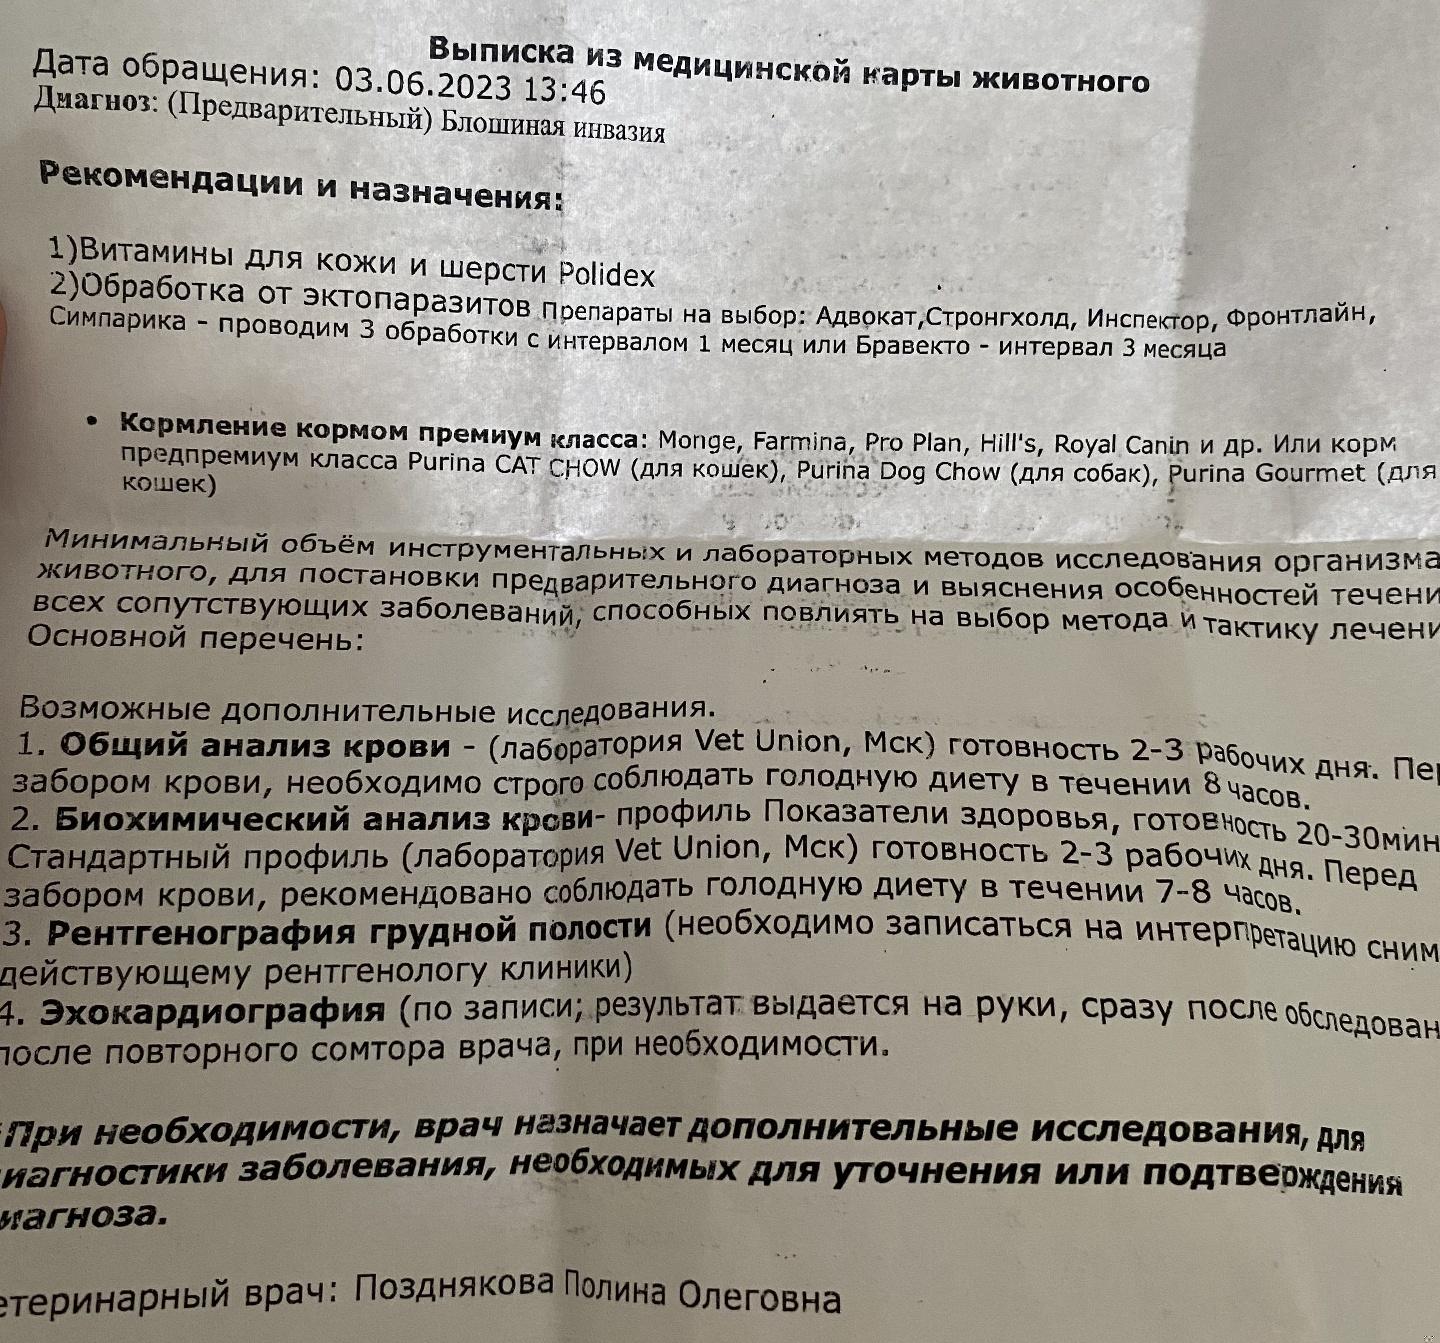 Выписка из медицинской карты животного
Дата обращения: 03.06.2023 13:46
Диагноз: (Предварительный) Блошиная инвазия
Рекомендации и назначения:
1)Витамины для кожи и шерсти Polidex
2)Обработка от эктопаразитов препараты на выбор: Адвокат,Стронгхолд, Инспектор, Фронтлайн,
Симпарика - проводим 3 обработки с интервалом 1 месяц или Бравекто - интервал 3 месяца
• Кормление кормом премиум класса: Monge, Farmina, Pro Plan, Hill's, Royal Canin и др. Или корм
предпремиум класса Purina CAT CHOW (для кошек), Purina Dog Chow (для собак), Purina Gourmet (для
кошек)
Минимальный объём инструментальных и лабораторных методов исследования организма
животного, для постановки предварительного диагноза и выяснения особенностей течени
всех сопутствующих заболеваний, способных повлиять на выбор метода и тактику лечени
Основной перечень:
Возможные дополнительные исследования.
1. Общий анализ крови - (лаборатория Vet Union, Мск) готовность 2-3 рабочих дня. Пе
забором крови, необходимо строго соблюдать голодную диету в течении 8 часов.
2. Биохимический анализ крови- профиль Показатели здоровья, готовность 20-30мин
Стандартный профиль (лаборатория Vet Union, Мск) готовность 2-3 рабочих дня. Перед
забором крови, рекомендовано соблюдать голодную диету в течении 7-8 часов.
3. Рентгенография грудной полости (необходимо записаться на интерпретацию сним
действующему рентгенологу клиники)
4. Эхокардиография (по записи; результат выдается на руки, сразу после обследован
после повторного сомтора врача, при необходимости.
При необходимости, врач назначает дополнительные исследования, для
иагностики заболевания, необходимых для уточнения или подтверждения
иагноза.
етеринарный врач: Позднякова Полина Олеговна